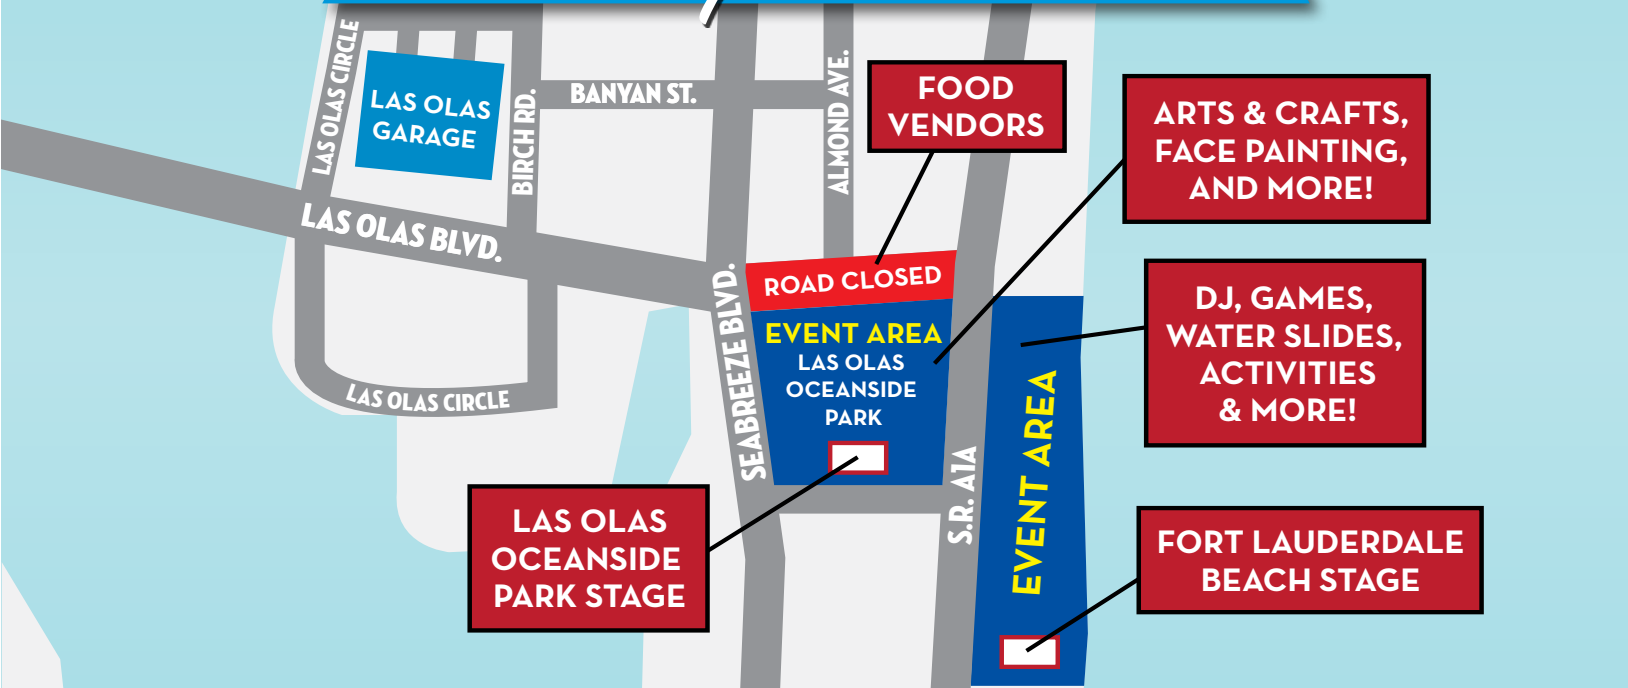 LAS OLAS CIRCLE
LAS OLAS
GARAGE
BIRCH RD.
BANYAN ST.
ALMOND AVE.
FOOD
VENDORS
ARTS & CRAFTS,
FACE PAINTING,
AND MORE!
LAS OLAS BLVD.
ROAD CLOSED
SEABREEZE BLVD.
EVENT AREA
LAS OLAS
OCEANSIDE
PARK
DJ, GAMES,
WATER SLIDES,
ACTIVITIES
& MORE!
LAS OLAS CIRCLE
S.R. A1A
EVENT AREA
LAS OLAS
OCEANSIDE
PARK STAGE
FORT LAUDERDALE
BEACH STAGE